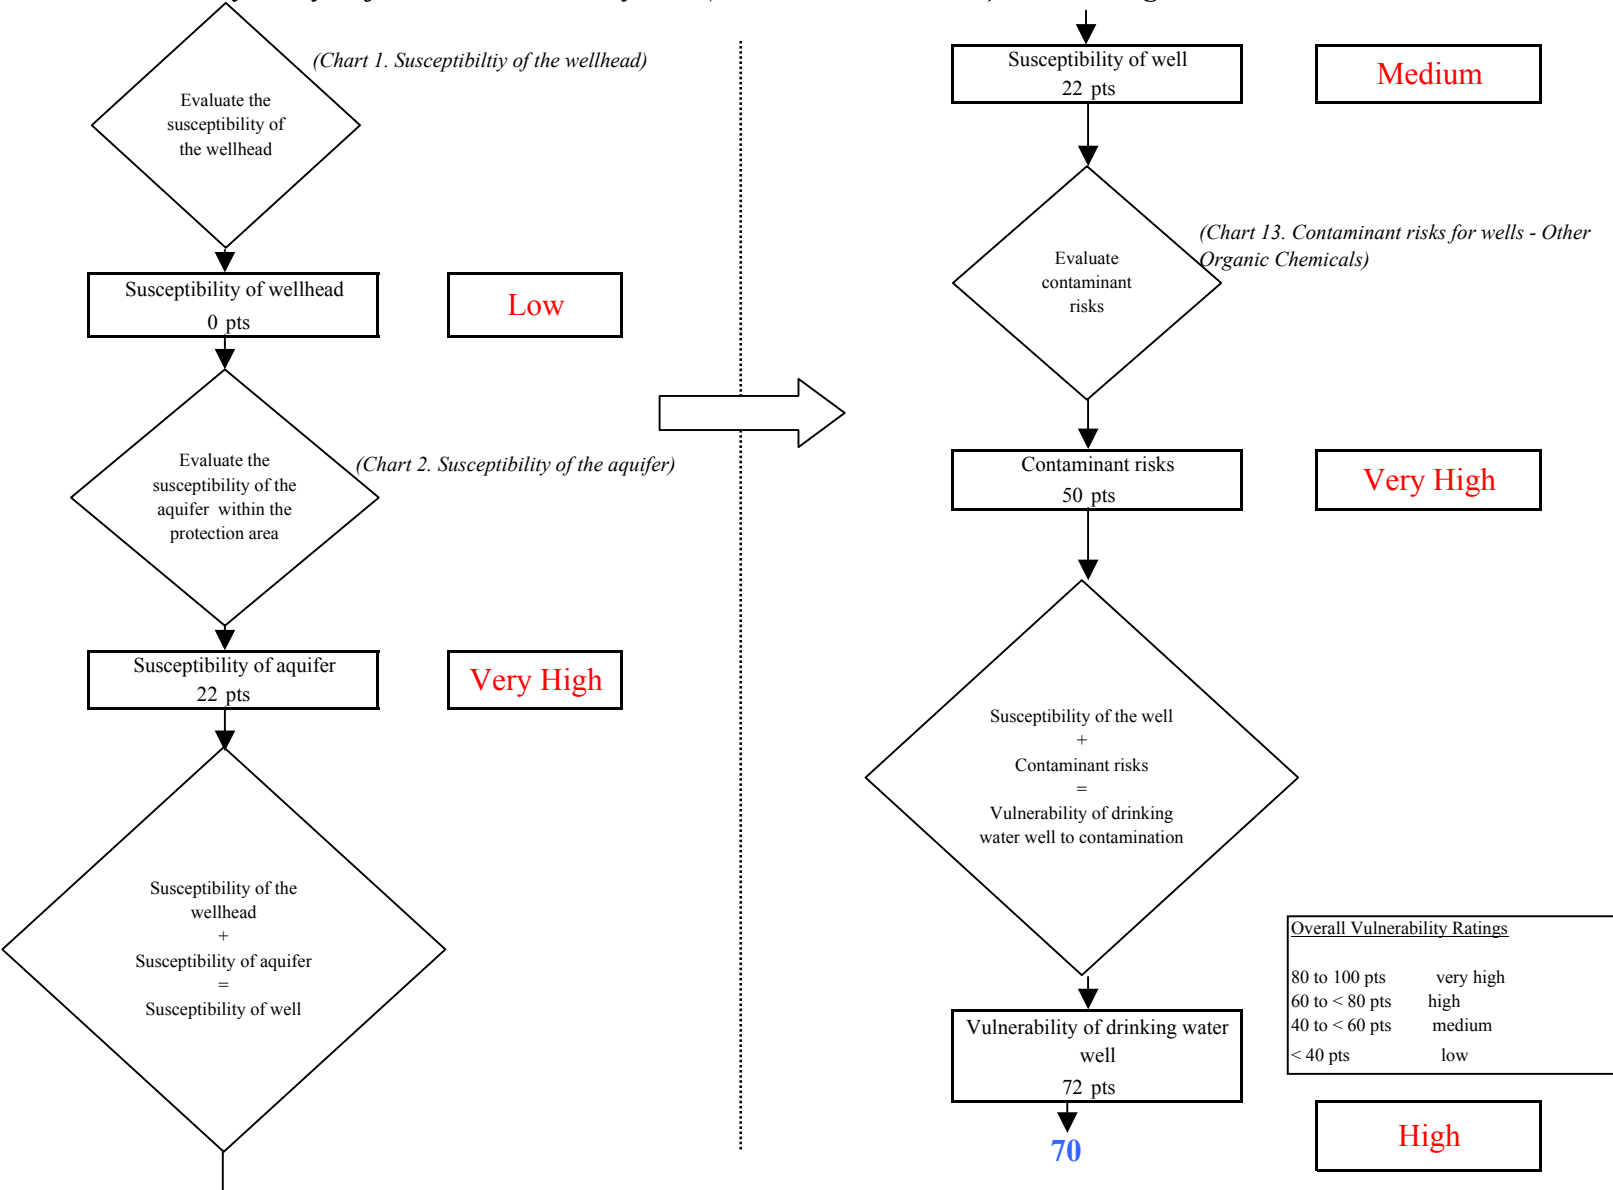 (Chart 1. Susceptibiltiy of the wellhead)
Evaluate the
susceptibility of
the wellhead
Susceptibility of wellhead
0 pts
Low
Evaluate the
susceptibility of the
aquifer within the
protection area
(Chart 2. Susceptibility of the aquifer)
Susceptibility of aquifer
22 pts
Very High
Susceptibility of the
wellhead
+
Susceptibility of aquifer
=
Susceptibility of well
Susceptibility of well
22 pts
Medium
Evaluate
contaminant
risks
(Chart 13. Contaminant risks for wells - Other
Organic Chemicals)
Contaminant risks
50 pts
Very High
Susceptibility of the well
+
Contaminant risks
=
Vulnerability of drinking
water well to contamination
Overall Vulnerability Ratings
80 to 100 pts very high
60 to < 80 pts high
40 to < 60 pts medium
< 40 pts low
Vulnerability of drinking water
well
72 pts
70
High